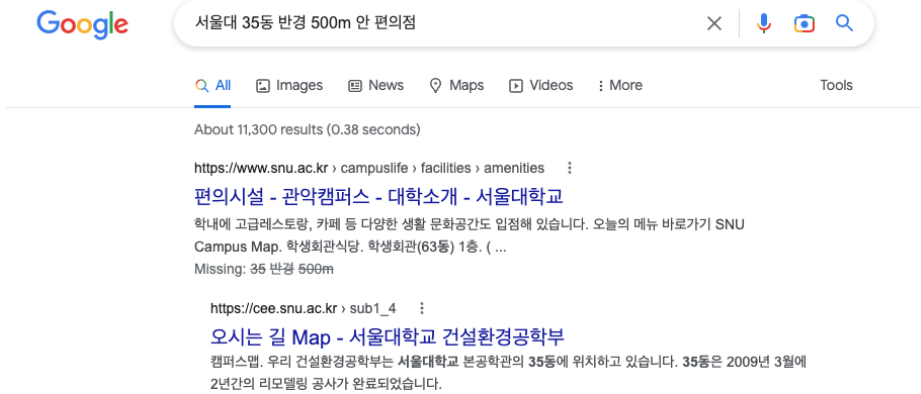 Google
서울대 35동 반경 500m 안 편의점
All Images News Maps Videos More Tools
About 11,300 results (0.38 seconds)
https://www.snu.ac.kr › campuslife › facilities › amenities
편의시설 - 관악캠퍼스 - 대학소개 - 서울대학교
학내에 고급레스토랑, 카페 등 다양한 생활 문화공간도 입점해 있습니다. 오늘의 메뉴 바로가기 SNU
Campus Map. 학생회관식당. 학생회관(63동) 1층. ( ...
Missing: 35 반경 500m
https://cee.snu.ac.kr › sub1_4
오시는 길 Map - 서울대학교 건설환경공학부
캠퍼스맵. 우리 건설환경공학부는 서울대학교 본공학관의 35동에 위치하고 있습니다. 35동은 2009년 3월에
2년간의 리모델링 공사가 완료되었습니다.